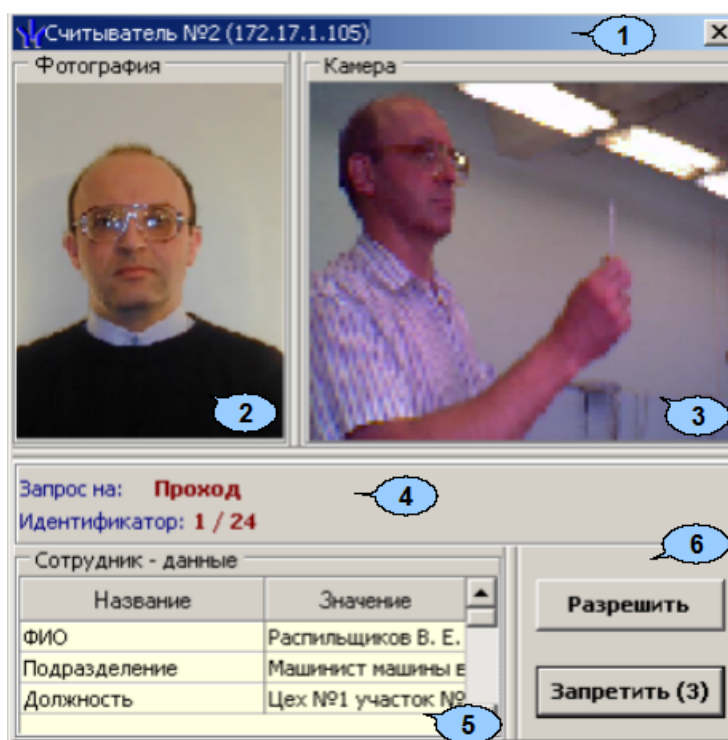 Считыватель №2 (172.17.1.105)
1
Фотография
Камера
2
3
Запрос на: Проход
4
Идентификатор: 1 / 24
6
Сотрудник - данные
Название Значение
Разрешить
ФИО Распильщиков В. Е.
Подразделение Машинист машины в
Должность Цех №1 участок №
Запретить (3)
5